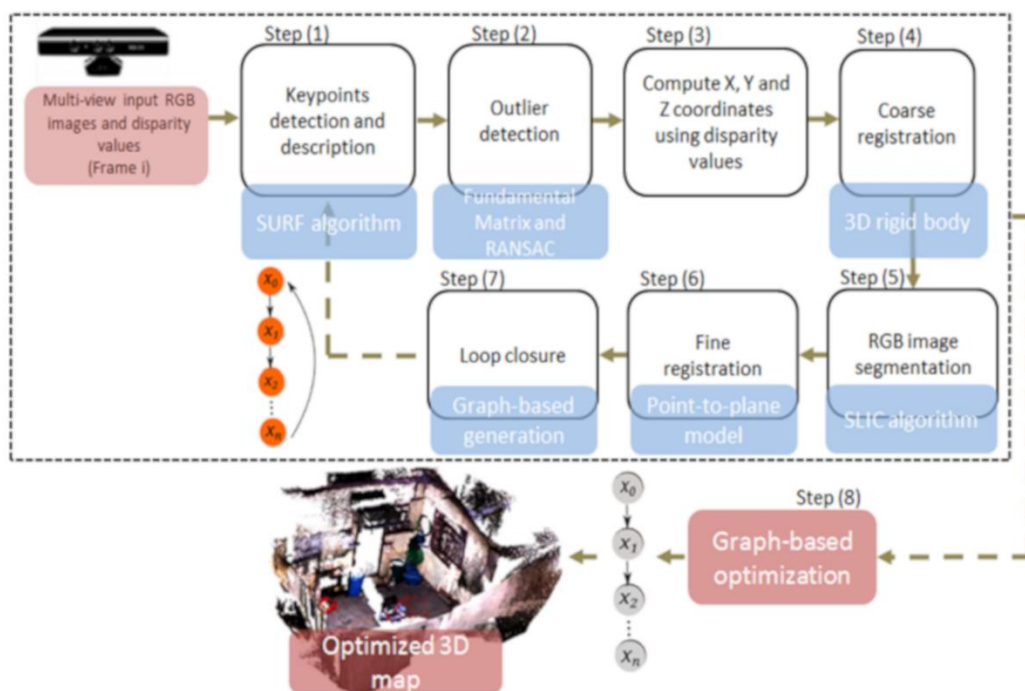 Step (1)
Step (2)
Step (3)
Step (4)
Multi-view input RGB
images and disparity
values
(Frame i)
Keypoints
detection and
description
SURF algorithm
Outlier
detection
Fundamental
Matrix and
RANSAC
Compute X, Y and
Z coordinates
using disparity
values
Coarse
registration
3D rigid body
Step (7)
Step (6)
Step (5)
X0
X1
X2
Xn
Loop closure
Graph-based
generation
Fine
registration
Point-to-plane
model
RGB image
segmentation
SLIC algorithm
Step (8)
Graph-based
optimization
X0
X1
X2
Xn
Optimized 3D
map